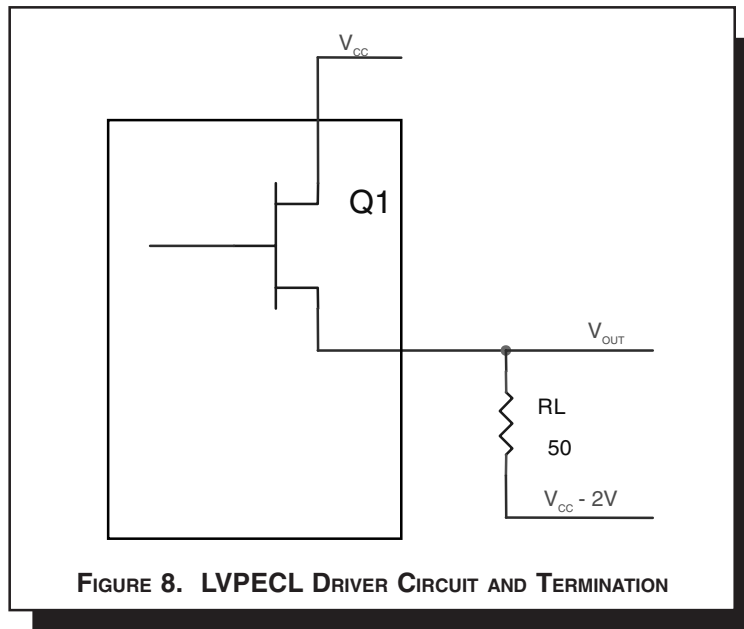 VCC
Q1
VOUT
RL
50
VCC - 2V
FIGURE 8. LVPECL DRIVER CIRCUIT AND TERMINATION